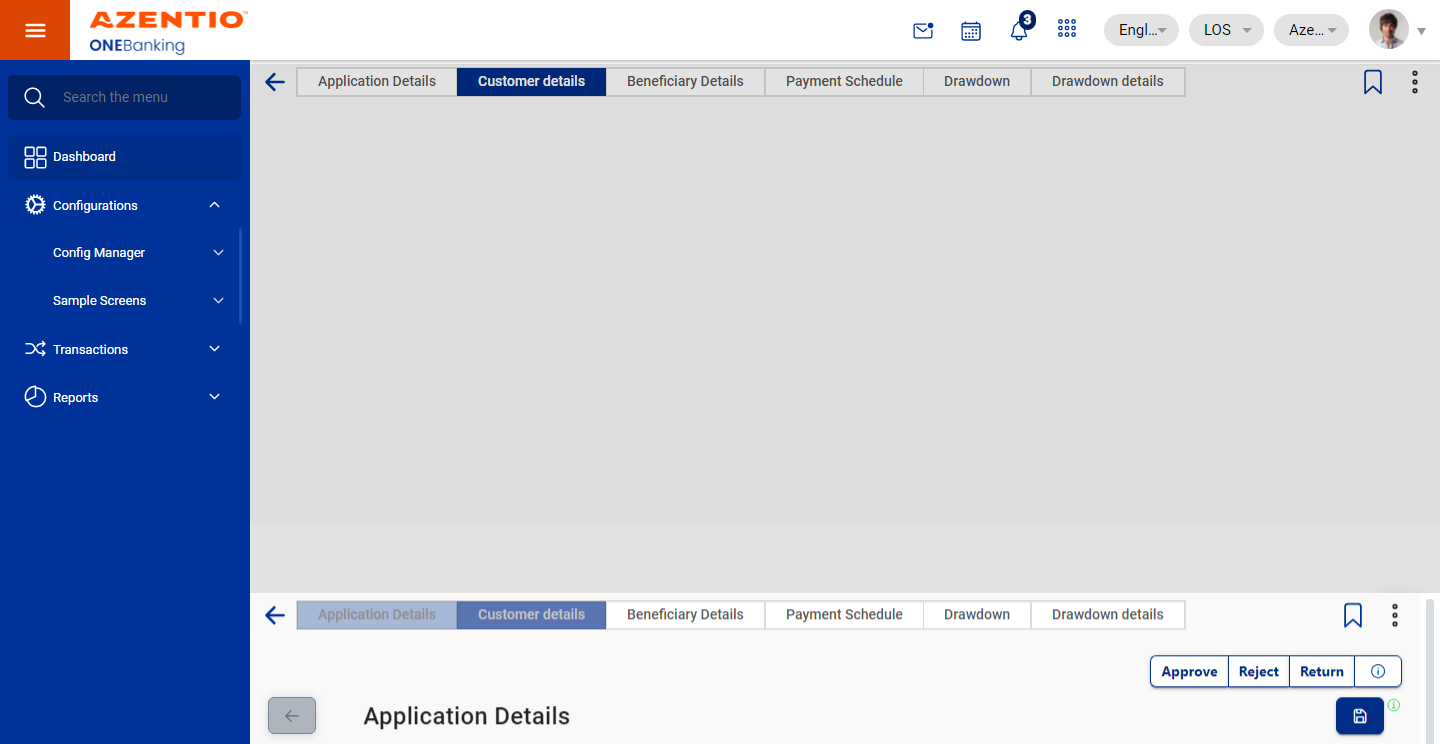 AZENTIO™
ONEBanking
3
Engl...
LOS
Aze...
Search the menu
Dashboard
Configurations
Config Manager
Sample Screens
Transactions
Reports
Application Details
Customer details
Beneficiary Details
Payment Schedule
Drawdown
Drawdown details
Application Details
Customer details
Beneficiary Details
Payment Schedule
Drawdown
Drawdown details
Approve
Reject
Return
Application Details